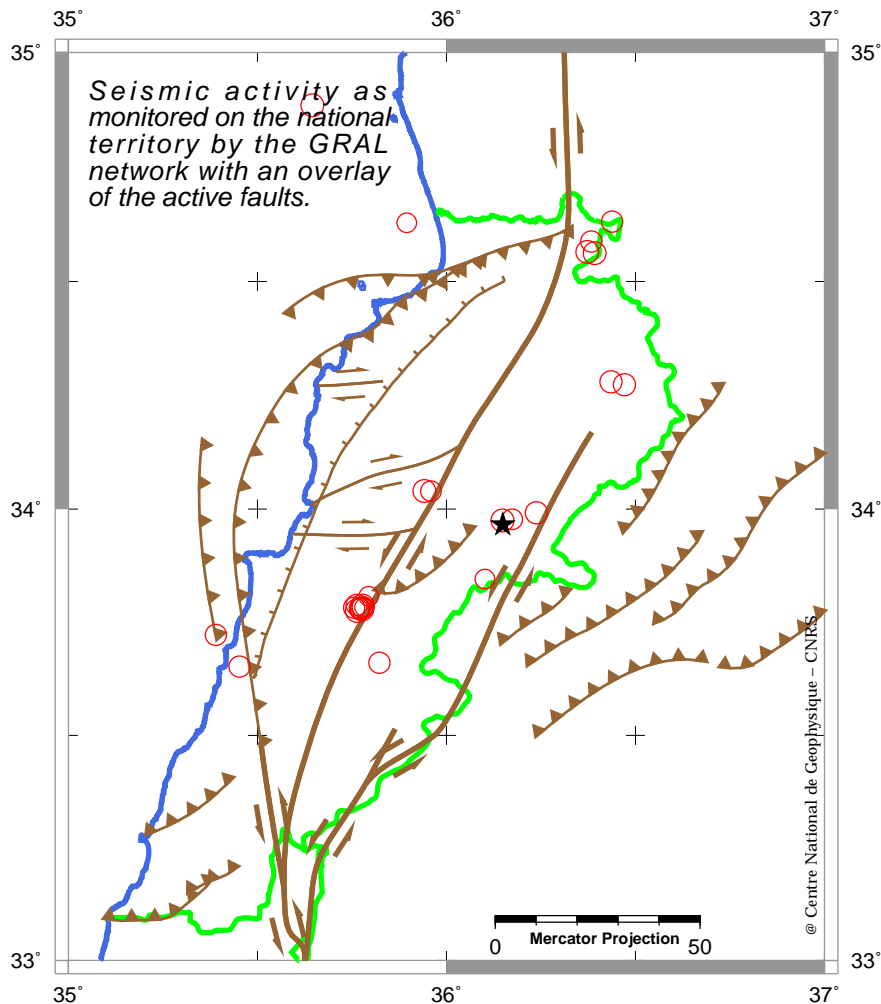 35° 36° 37°
35° 35°
Seismic activity as
monitored on the national
territory by the GRAL
network with an overlay
of the active faults.
34° 34°
@ Centre National de Geophysique – CNRS
Mercator Projection
0 50
33° 33°
35° 36° 37°